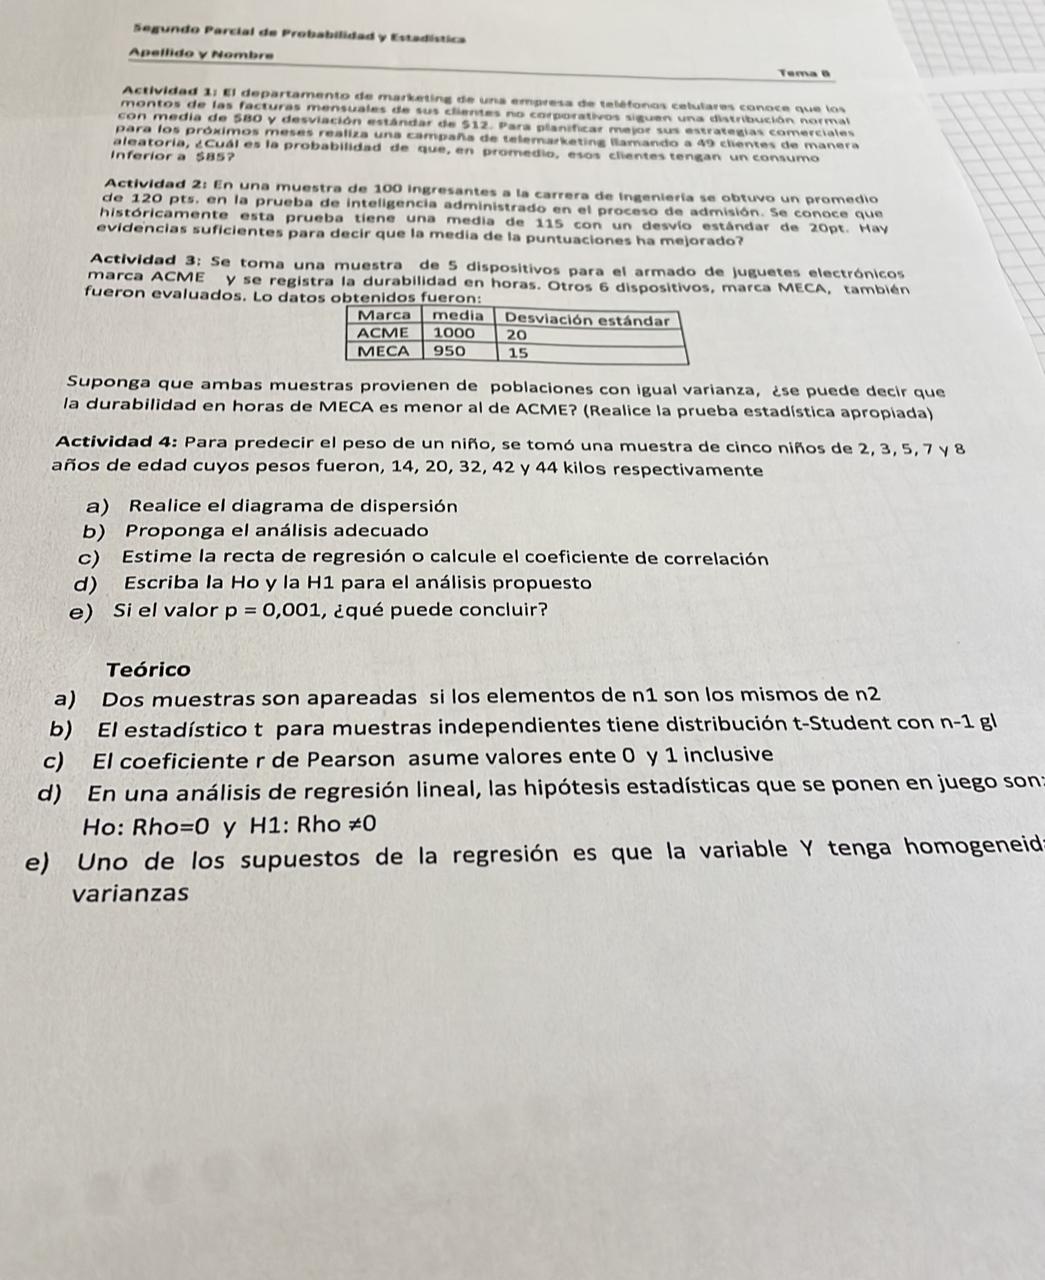 Segundo Parcial de Probabilidad y Estadística
Apellido y Nombre
Tema B
Actividad 1: El departamento de marketing de una empresa de teléfonos celulares conoce que los
montos de las facturas mensuales de sus clientes no corporativos siguen una distribución normal
con media de $80 y desviación estándar de $12. Para planificar mejor sus estrategias comerciales
para los próximos meses realiza una campaña de telemarketing llamando a 49 clientes de manera
aleatoria, ¿Cuál es la probabilidad de que, en promedio, esos clientes tengan un consumo
inferior a $85?
Actividad 2: En una muestra de 100 ingresantes a la carrera de ingeniería se obtuvo un promedio
de 120 pts. en la prueba de inteligencia administrado en el proceso de admisión. Se conoce que
históricamente esta prueba tiene una media de 115 con un desvío estándar de 20pt. Hay
evidencias suficientes para decir que la media de la puntuaciones ha mejorado?
Actividad 3: Se toma una muestra de 5 dispositivos para el armado de juguetes electrónicos
marca ACME y se registra la durabilidad en horas. Otros 6 dispositivos, marca MECA, también
fueron evaluados. Lo datos obtenidos fueron:
Marca media Desviación estándar
ACME 1000 20
MECA 950 15
Suponga que ambas muestras provienen de poblaciones con igual varianza, ¿se puede decir que
la durabilidad en horas de MECA es menor al de ACME? (Realice la prueba estadística apropiada)
Actividad 4: Para predecir el peso de un niño, se tomó una muestra de cinco niños de 2, 3, 5, 7 y 8
años de edad cuyos pesos fueron, 14, 20, 32, 42 y 44 kilos respectivamente
a) Realice el diagrama de dispersión
b) Proponga el análisis adecuado
c) Estime la recta de regresión o calcule el coeficiente de correlación
d) Escriba la Ho y la H1 para el análisis propuesto
e) Si el valor p = 0,001, ¿qué puede concluir?
Teórico
a) Dos muestras son apareadas si los elementos de n1 son los mismos de n2
b) El estadístico t para muestras independientes tiene distribución t-Student con n-1 gl
c) El coeficiente r de Pearson asume valores ente 0 y 1 inclusive
d) En una análisis de regresión lineal, las hipótesis estadísticas que se ponen en juego son:
Ho: Rho=0 y H1: Rho ≠0
e) Uno de los supuestos de la regresión es que la variable Y tenga homogeneid
varianzas